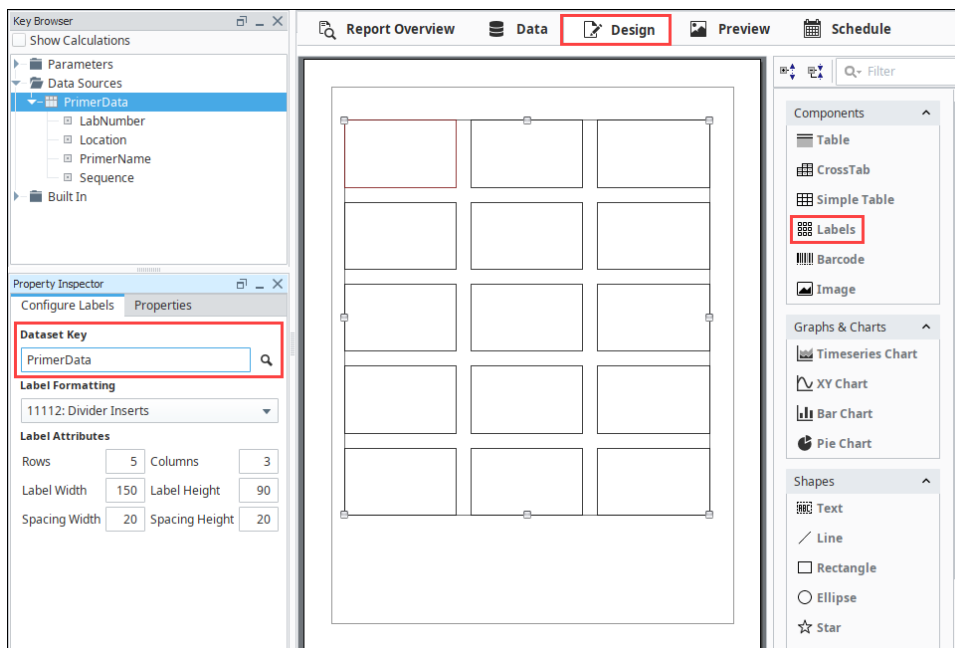 Key Browser
Show Calculations
Parameters
Data Sources
PrimerData
LabNumber
Location
PrimerName
Sequence
Built In
Property Inspector
Configure Labels Properties
Dataset Key
PrimerData
Label Formatting
11112: Divider Inserts
Label Attributes
Rows 5 Columns 3
Label Width 150 Label Height 90
Spacing Width 20 Spacing Height 20
Report Overview Data Design Preview Schedule
Filter
Components
Table
CrossTab
Simple Table
Labels
Barcode
Image
Graphs & Charts
Timeseries Chart
XY Chart
Bar Chart
Pie Chart
Shapes
ABC Text
Line
Rectangle
Ellipse
Star